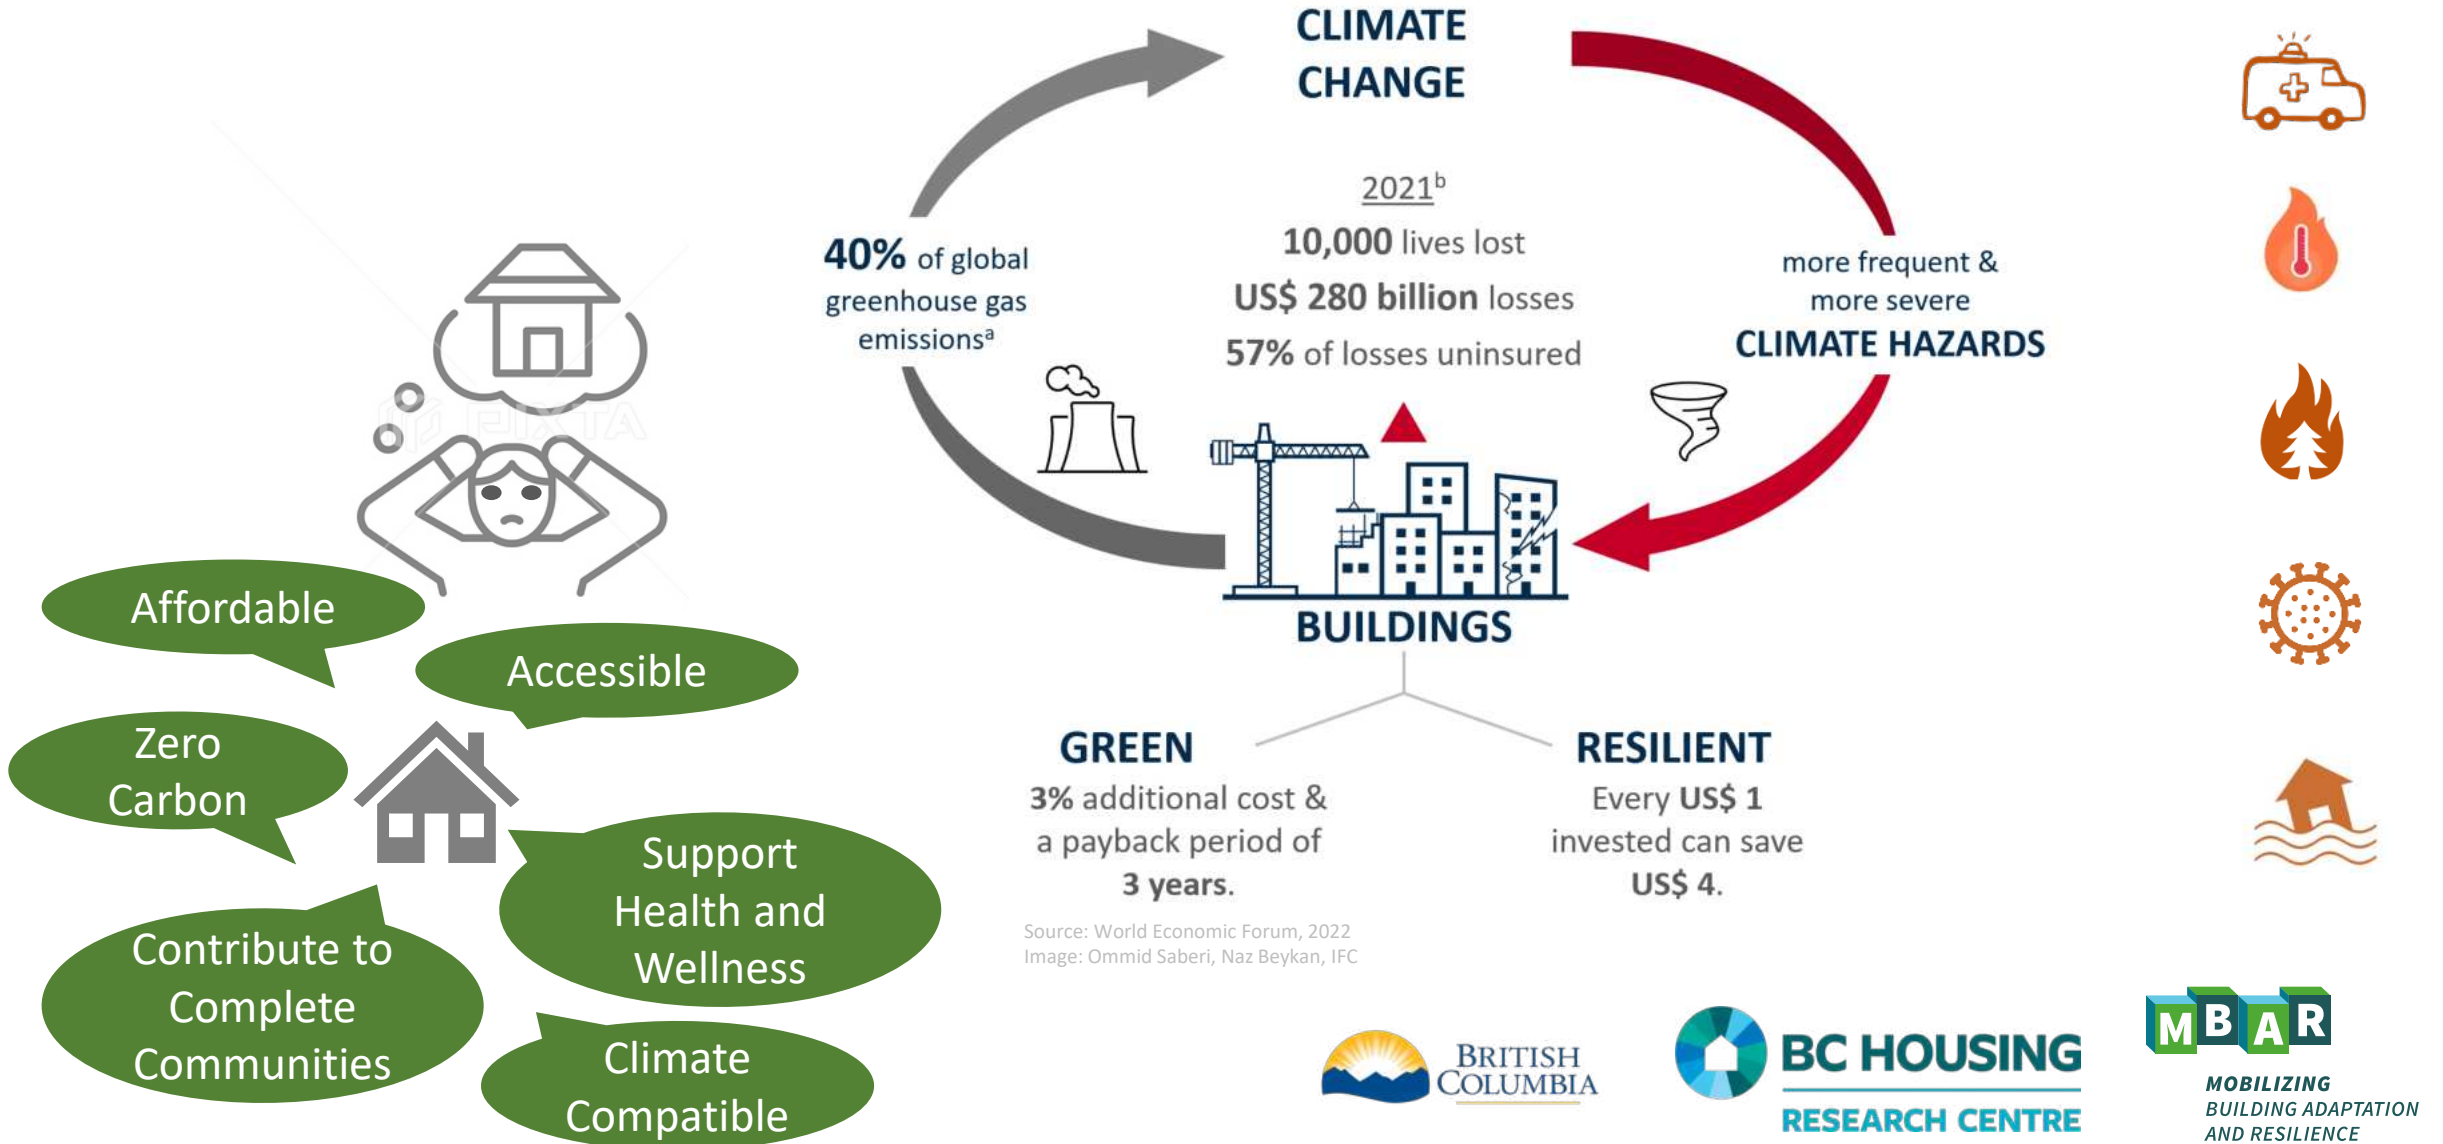 CLIMATE
CHANGE
2021ᵇ
10,000 lives lost
US$ 280 billion losses
57% of losses uninsured
40% of global
greenhouse gas
emissionsᵃ
more frequent &
more severe
CLIMATE HAZARDS
BUILDINGS
GREEN
3% additional cost &
a payback period of
3 years.
RESILIENT
Every US$ 1
invested can save
US$ 4.
Source: World Economic Forum, 2022
Image: Ommid Saberi, Naz Beykan, IFC
PIXTA
Affordable
Accessible
Zero
Carbon
Support
Health and
Wellness
Contribute to
Complete
Communities
Climate
Compatible
BRITISH
COLUMBIA
BC HOUSING
RESEARCH CENTRE
MBAR
MOBILIZING
BUILDING ADAPTATION
AND RESILIENCE